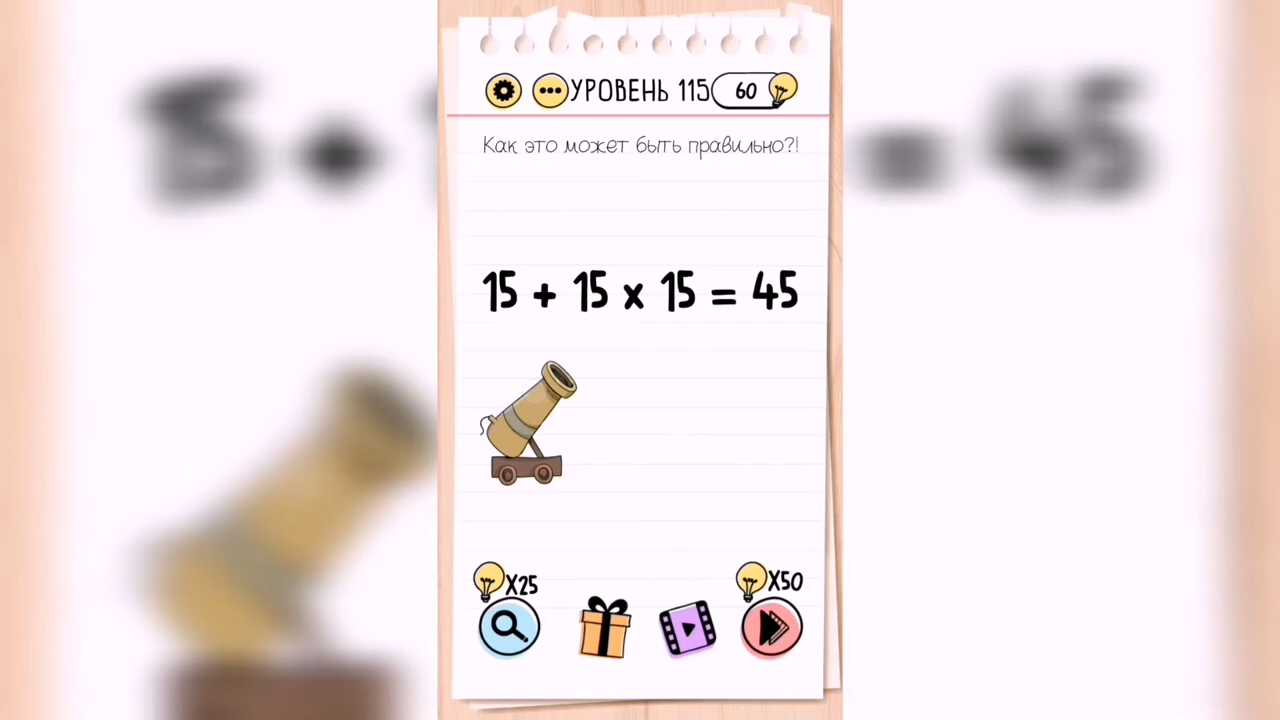 УРОВЕНЬ 115
60
Как это может быть правильно?!
15 + 15 x 15 = 45
X25
X50